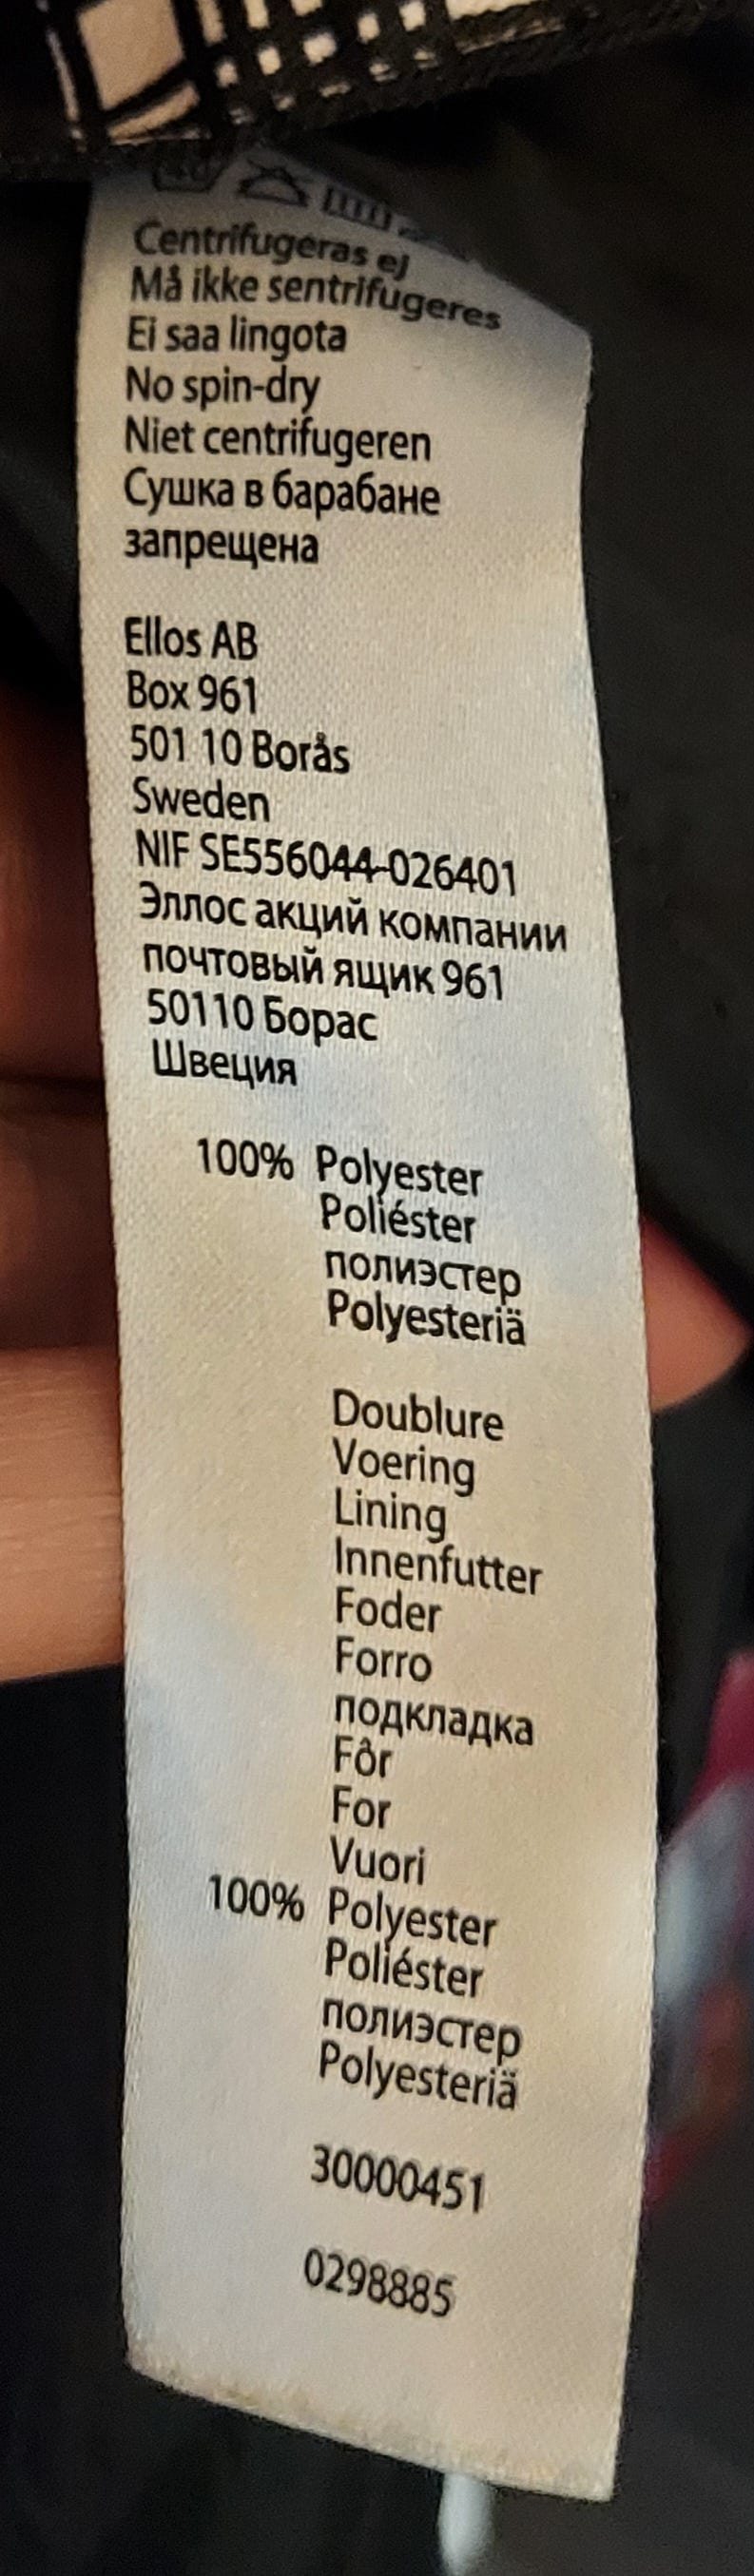 Centrifugeras ej
Må ikke sentrifugeres
Ei saa lingota
No spin-dry
Niet centrifugeren
Сушка в барабане
запрещена
Ellos AB
Box 961
501 10 Borås
Sweden
NIF SE556044-026401
Эллос акций компании
почтовый ящик 961
50110 Борас
Швеция
100% Polyester
Poliéster
полиэстер
Polyesteriä
Doublure
Voering
Lining
Innenfutter
Foder
Forro
подкладка
Fôr
For
Vuori
100% Polyester
Poliéster
полиэстер
Polyesteriä
30000451
0298885